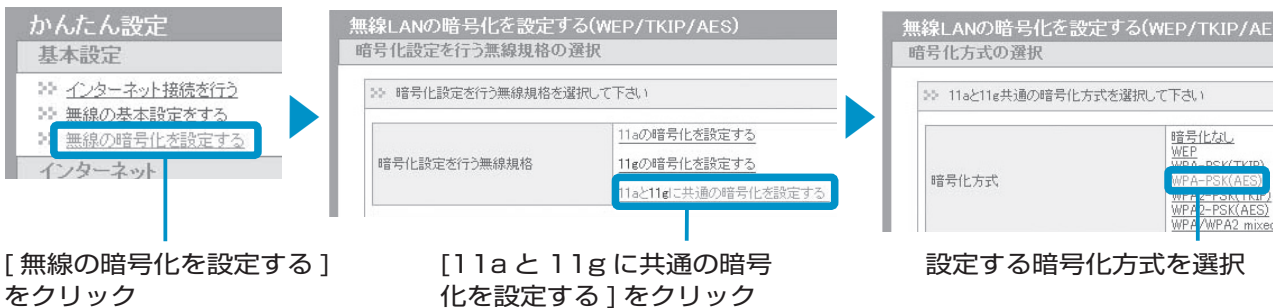 かんたん設定
基本設定
インターネット接続を行う
無線の基本設定をする
無線の暗号化を設定する
インターネット
[ 無線の暗号化を設定する ]
をクリック
無線LANの暗号化を設定する(WEP/TKIP/AES)
暗号化設定を行う無線規格の選択
暗号化設定を行う無線規格を選択して下さい
暗号化設定を行う無線規格
11aの暗号化を設定する
11gの暗号化を設定する
11aと11gに共通の暗号化を設定する
[11a と 11g に共通の暗号
化を設定する ] をクリック
無線LANの暗号化を設定する(WEP/TKIP/AE
暗号化方式の選択
11aと11g共通の暗号化方式を選択して下さい
暗号化方式
暗号化なし
WEP
WPA-PSK(TKIP)
WPA-PSK(AES)
WPA2-PSK(TKIP)
WPA2-PSK(AES)
WPA/WPA2 mixed
設定する暗号化方式を選択